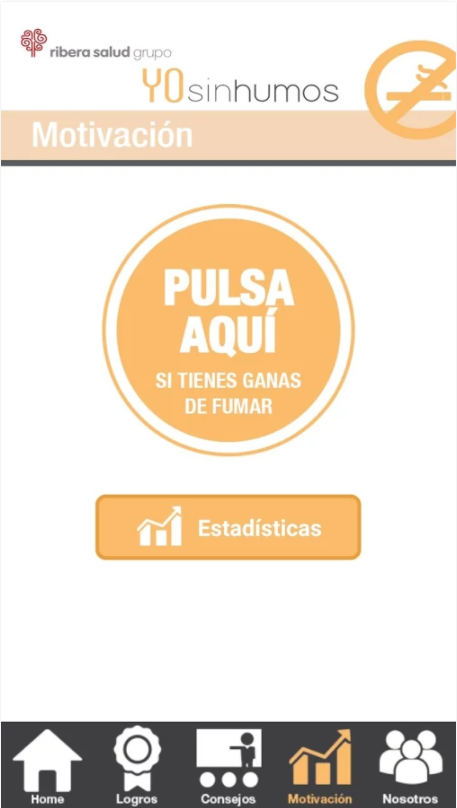 ribera salud grupo
YOsinhumos
Motivación
PULSA
AQUÍ
SI TIENES GANAS
DE FUMAR
Estadísticas
Home Logros Consejos Motivación Nosotros